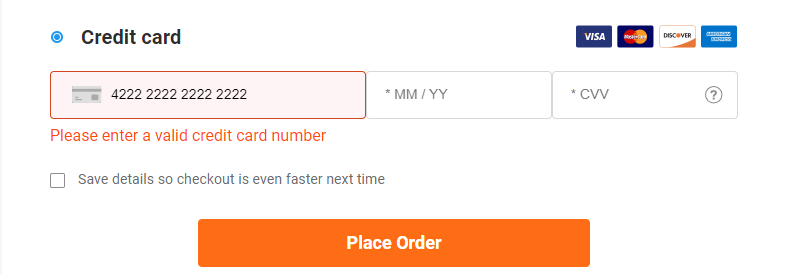 Credit card VISA MasterCard DISCOVER AMERICAN EXPRESS
4222 2222 2222 2222 * MM / YY * CVV ?
Please enter a valid credit card number
Save details so checkout is even faster next time
Place Order